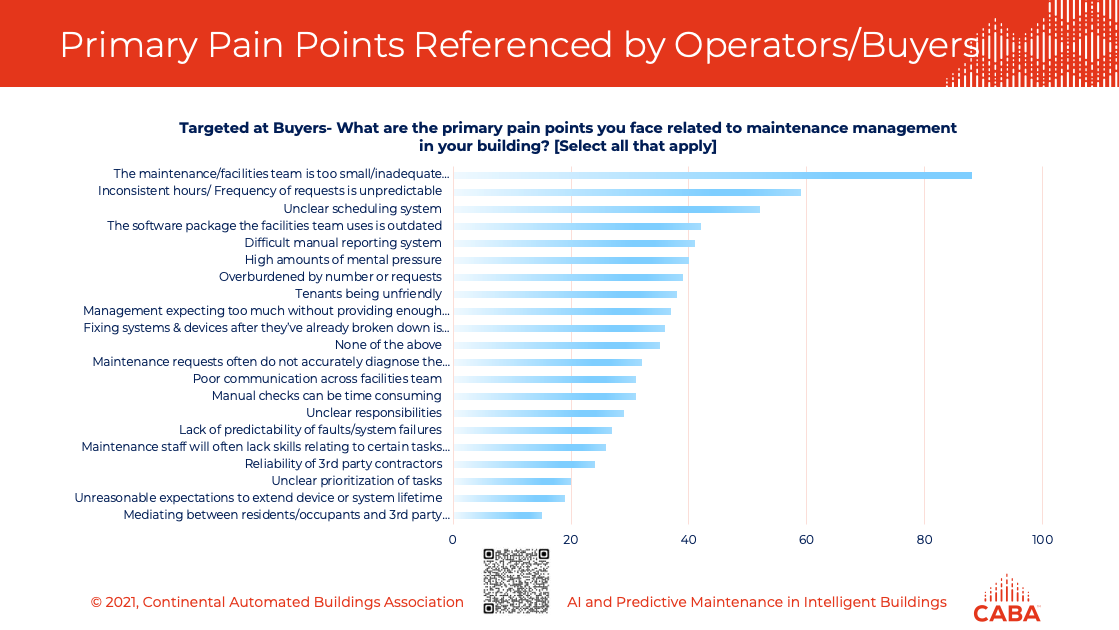 Primary Pain Points Referenced by Operators/Buyers
Targeted at Buyers- What are the primary pain points you face related to maintenance management
in your building? [Select all that apply]
The maintenance/facilities team is too small/inadequate...
Inconsistent hours/ Frequency of requests is unpredictable
Unclear scheduling system
The software package the facilities team uses is outdated
Difficult manual reporting system
High amounts of mental pressure
Overburdened by number or requests
Tenants being unfriendly
Management expecting too much without providing enough...
Fixing systems & devices after they've already broken down is...
None of the above
Maintenance requests often do not accurately diagnose the...
Poor communication across facilities team
Manual checks can be time consuming
Unclear responsibilities
Lack of predictability of faults/system failures
Maintenance staff will often lack skills relating to certain tasks...
Reliability of 3rd party contractors
Unclear prioritization of tasks
Unreasonable expectations to extend device or system lifetime
Mediating between residents/occupants and 3rd party...
0 20 40 60 80 100
© 2021, Continental Automated Buildings Association
AI and Predictive Maintenance in Intelligent Buildings
CABA